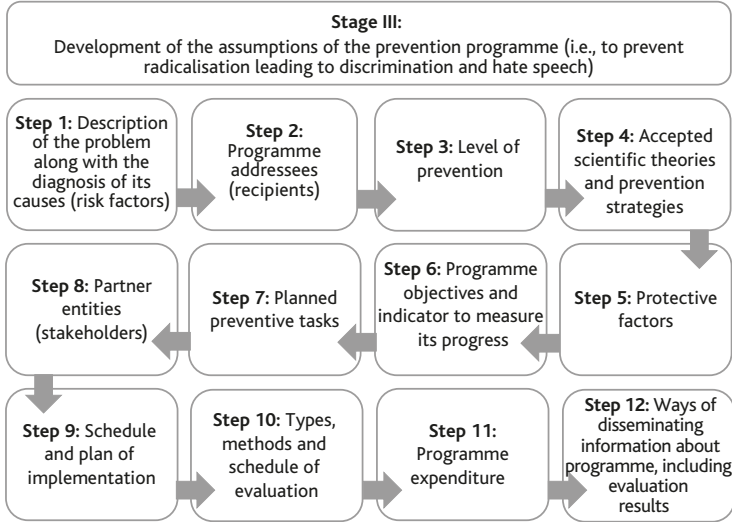 Stage III:
Development of the assumptions of the prevention programme (i.e., to prevent
radicalisation leading to discrimination and hate speech)
Step 1: Description
of the problem
along with the
diagnosis of its
causes (risk factors)
Step 2:
Programme
addressees
(recipients)
Step 3: Level of
prevention
Step 4: Accepted
scientific theories
and prevention
strategies
Step 5: Protective
factors
Step 6: Programme
objectives and
indicator to measure
its progress
Step 7: Planned
preventive tasks
Step 8: Partner
entities
(stakeholders)
Step 9: Schedule
and plan of
implementation
Step 10: Types,
methods and
schedule of
evaluation
Step 11:
Programme
expenditure
Step 12: Ways of
disseminating
information about
programme, including
evaluation
results